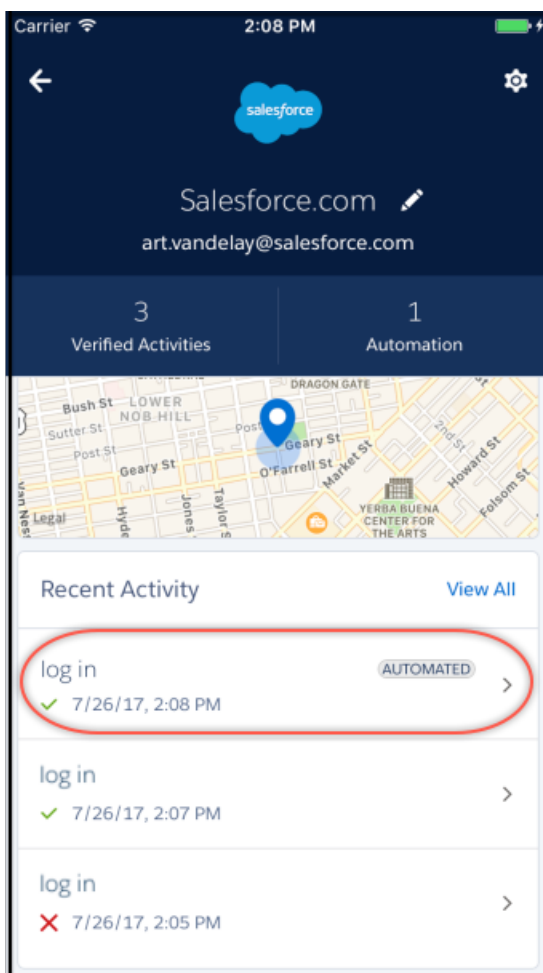 Carrier 2:08 PM
salesforce
Salesforce.com
art.vandelay@salesforce.com
3 1
Verified Activities Automation
DRAGON GATE
Bush St LOWER
NOB HILL
Sutter St Post
Post St Geary St 2nd St
Geary St O'Farrell St Market St Howard St
Van Nes Legal Hyde Jones Taylor S YERBA BUENA Folsom St
CENTER FOR
THE ARTS
Recent Activity View All
log in AUTOMATED
7/26/17, 2:08 PM
log in
7/26/17, 2:07 PM
log in
7/26/17, 2:05 PM